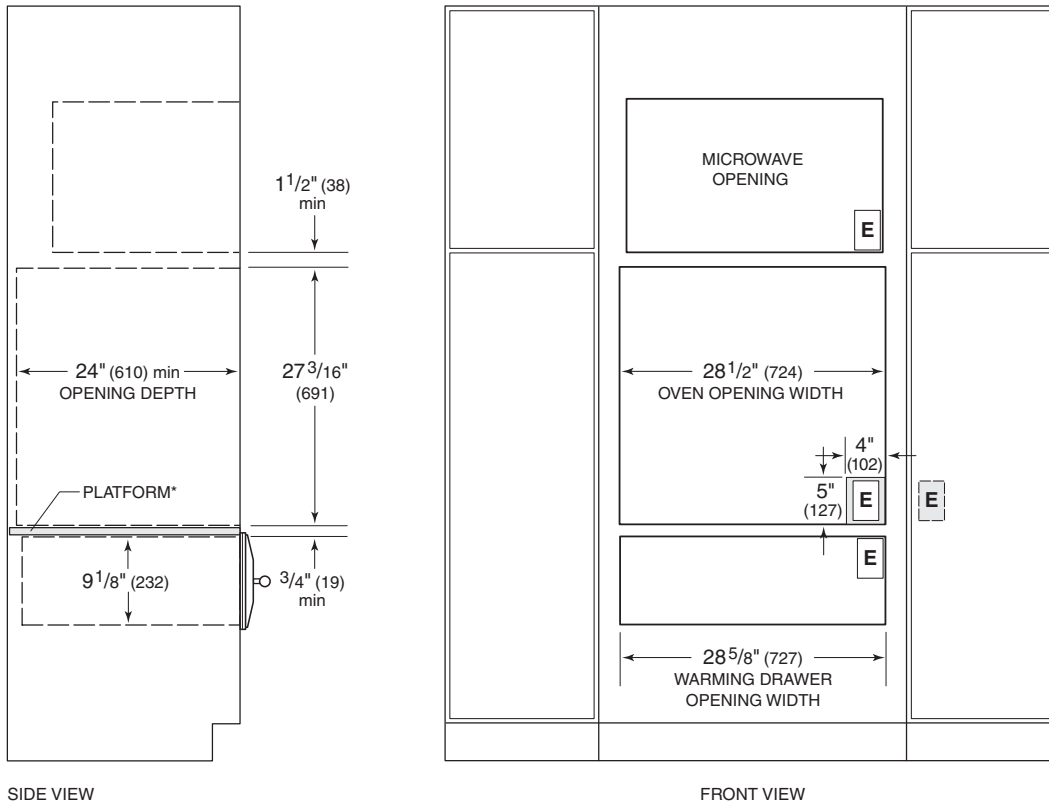 1 1/2" (38)
min
24" (610) min
OPENING DEPTH
27 3/16"
(691)
PLATFORM*
9 1/8" (232)
3/4" (19)
min
SIDE VIEW
MICROWAVE
OPENING
E
28 1/2" (724)
OVEN OPENING WIDTH
4"
(102)
5"
(127)
E
E
E
28 5/8" (727)
WARMING DRAWER
OPENING WIDTH
FRONT VIEW